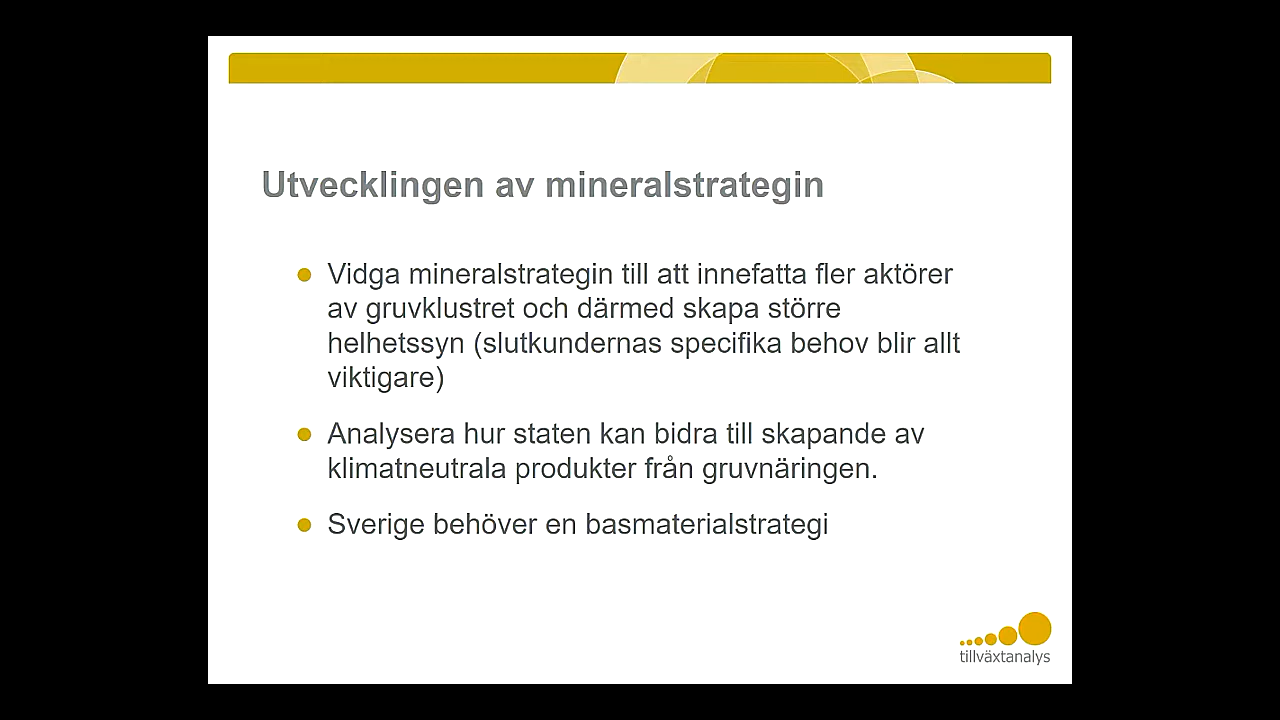 Utvecklingen av mineralstrategin
Vidga mineralstrategin till att innefatta fler aktörer
av gruvklustret och därmed skapa större
helhetssyn (slutkundernas specifika behov blir allt
viktigare)
Analysera hur staten kan bidra till skapande av
klimatneutrala produkter från gruvnäringen.
Sverige behöver en basmaterialstrategi
tillväxtanalys